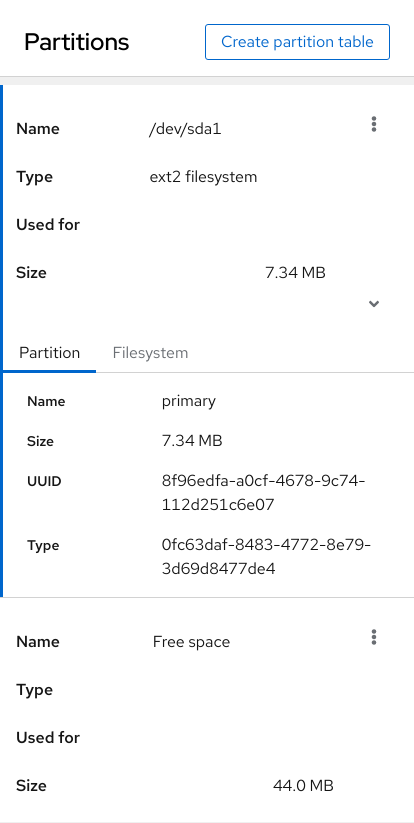 Partitions
Create partition table
Name /dev/sda1
Type ext2 filesystem
Used for
Size 7.34 MB
Partition Filesystem
Name primary
Size 7.34 MB
UUID 8f96edfa-a0cf-4678-9c74-
112d251c6e07
Type 0fc63daf-8483-4772-8e79-
3d69d8477de4
Name Free space
Type
Used for
Size 44.0 MB